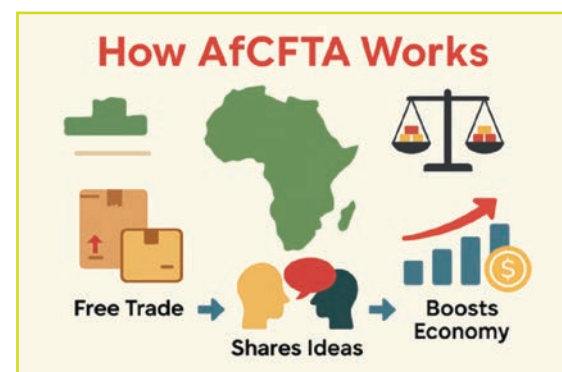 How AfCFTA Works
Free Trade
Shares Ideas
Boosts
Economy
$